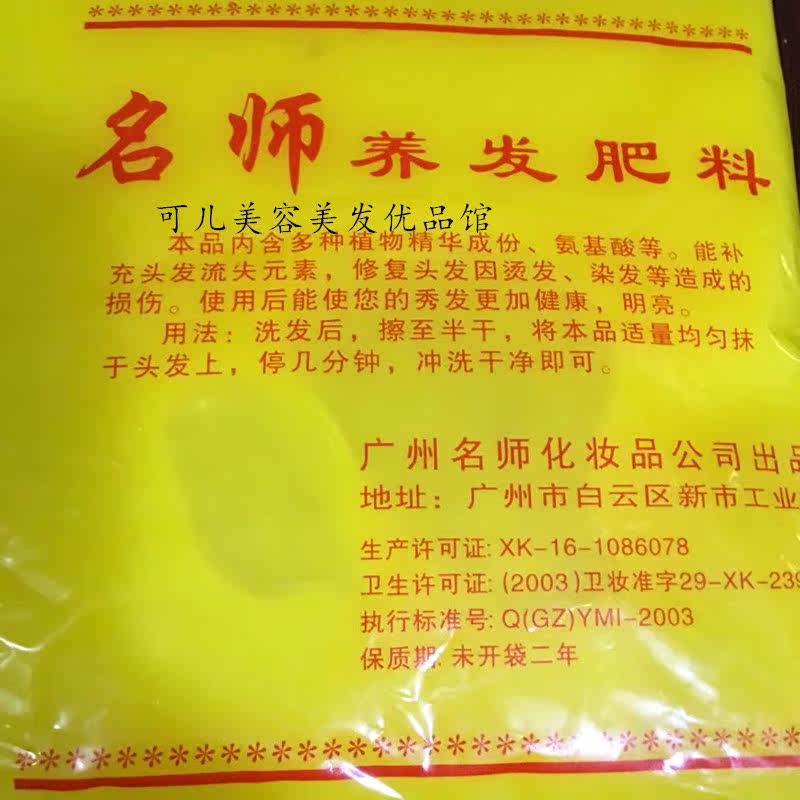 名师养发肥料
可儿美容美发优品馆
本品内含多种植物精华成份、氨基酸等。能补
充头发流失元素，修复头发因烫发、染发等造成的
损伤。使用后能使您的秀发更加健康，明亮。
用法：洗发后，擦至半干，将本品适量均匀抹
于头发上，停几分钟，冲洗干净即可。
广州名师化妆品公司出品
地址：广州市白云区新市工业
生产许可证: XK-16-1086078
卫生许可证: (2003)卫妆准字29-XK-239
执行标准号: Q(GZ)YMI-2003
保质期: 未开袋二年